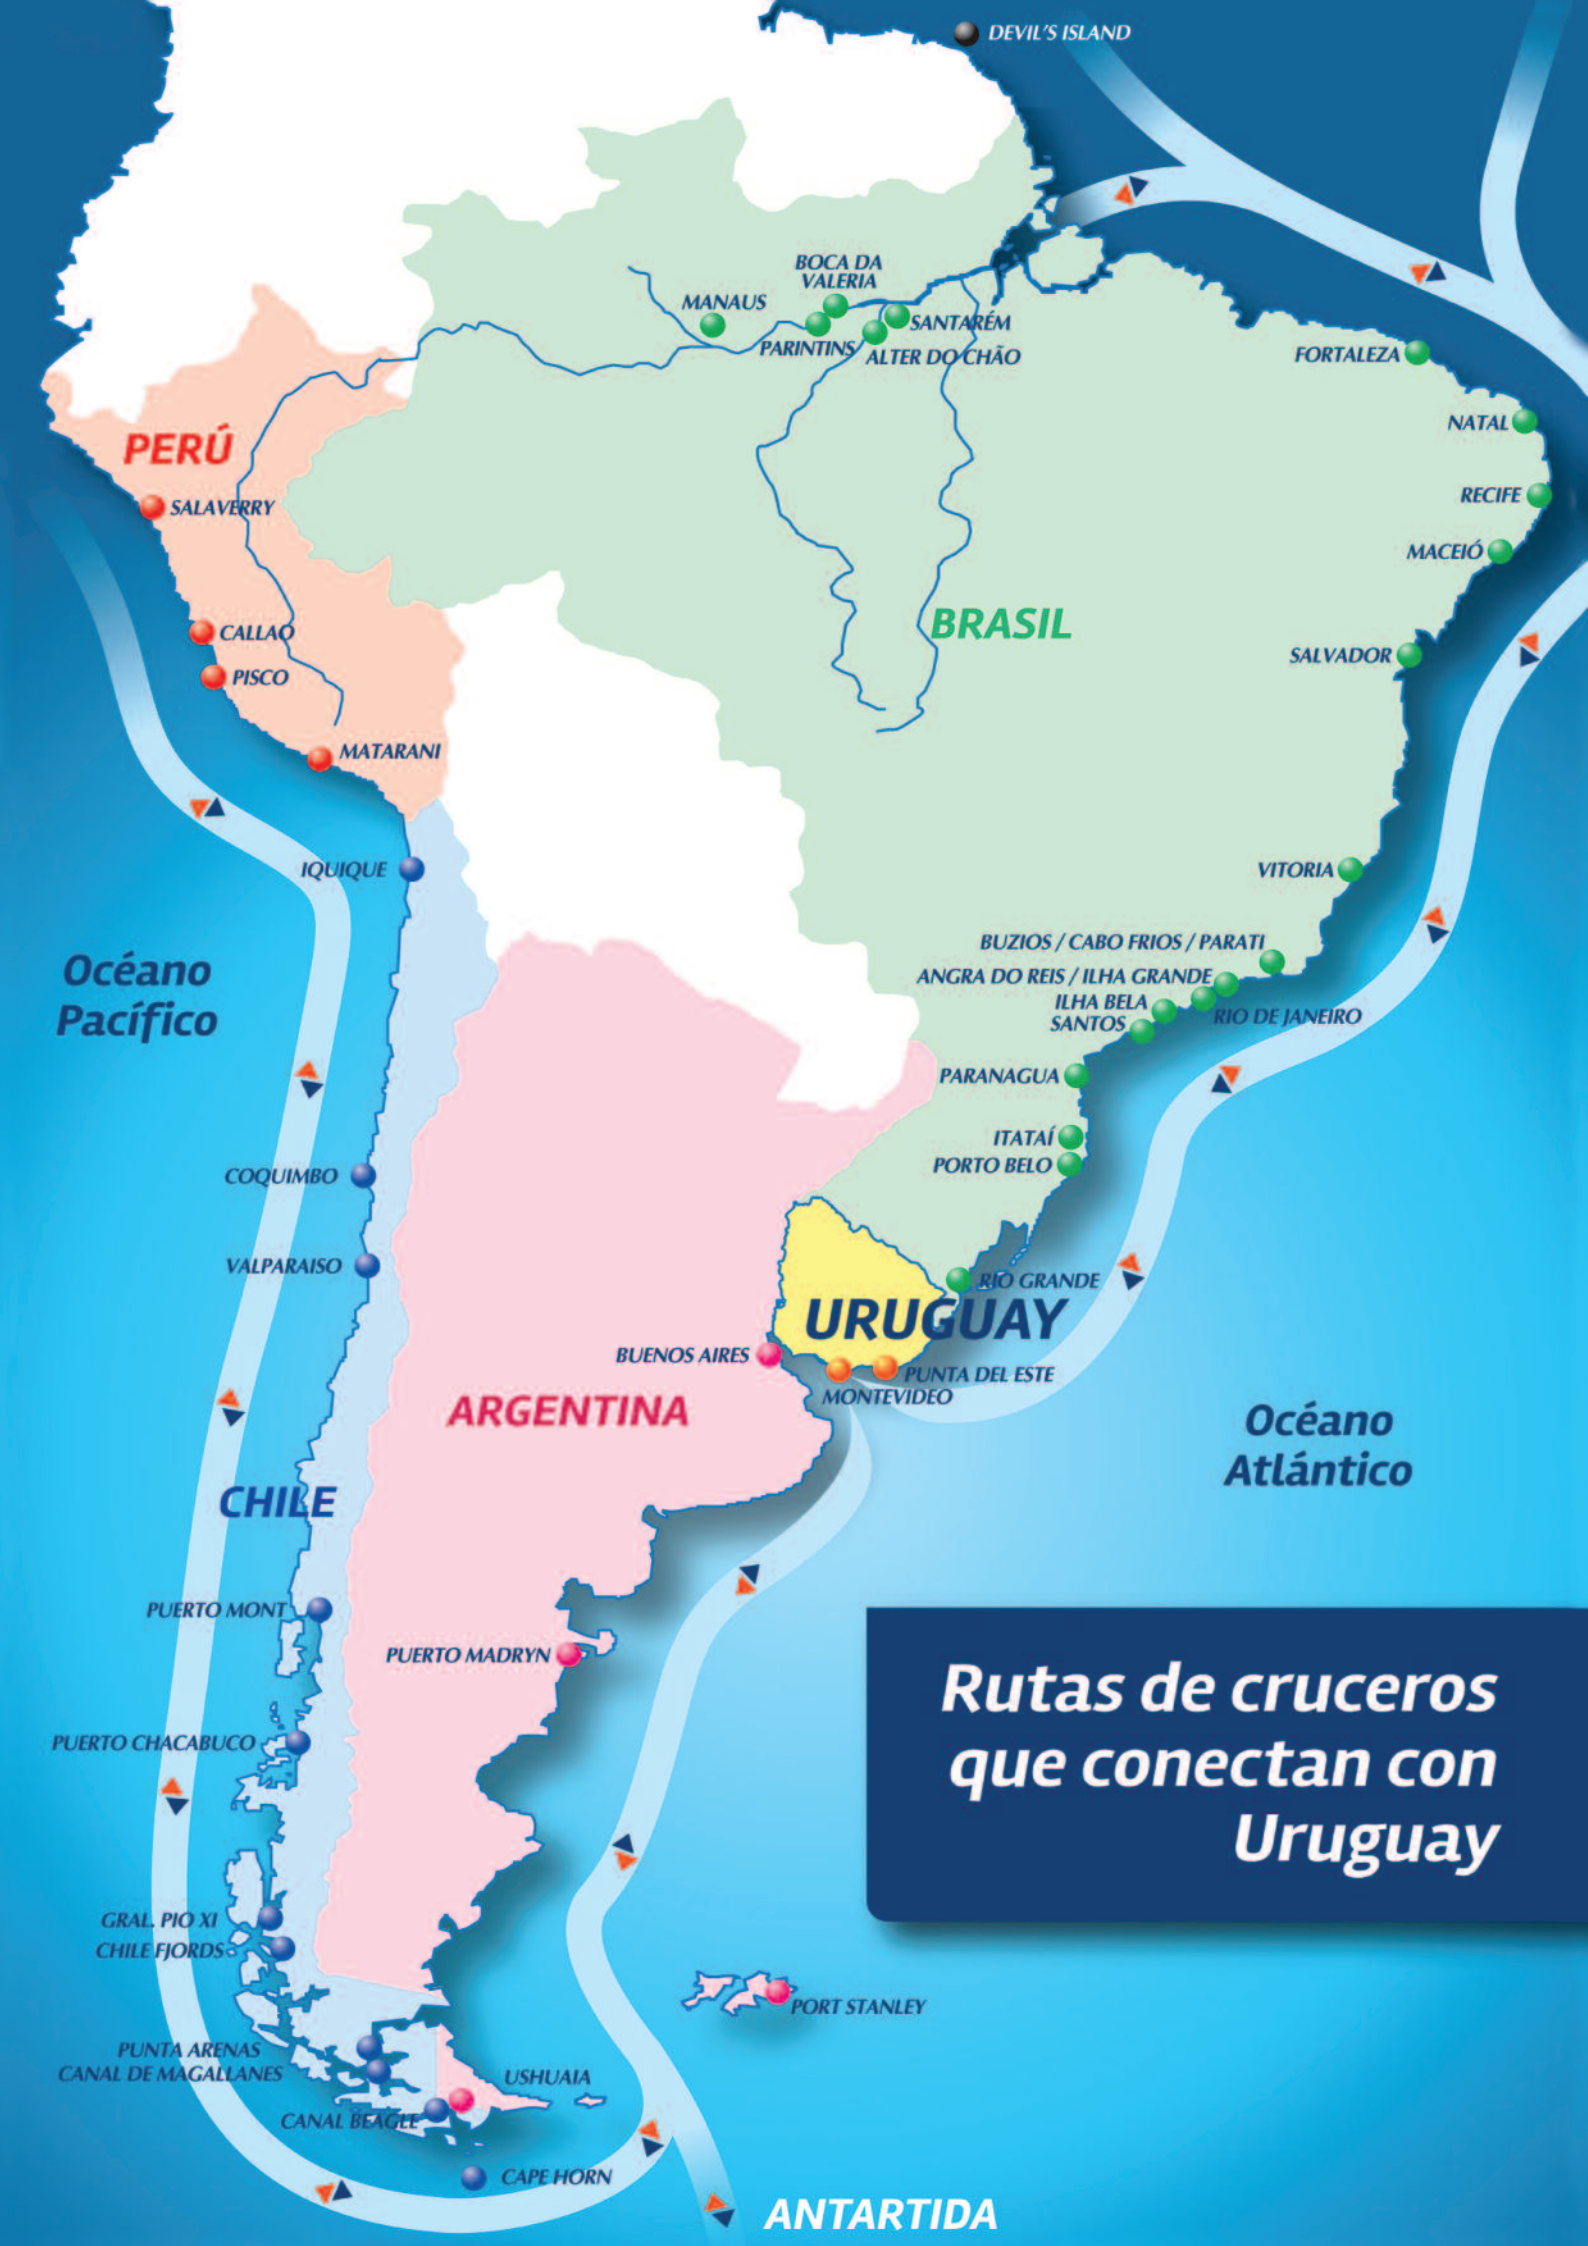 DEVIL'S ISLAND
BOCA DA
VALERIA
MANAUS
SANTARÉM
PARINTINS
ALTER DO CHÃO
FORTALEZA
NATAL
PERÚ
RECIFE
SALAVERRY
MACEIÓ
BRASIL
CALLAO
SALVADOR
PISCO
MATARANI
IQUIQUE
VITORIA
BUZIOS / CABO FRIOS / PARATI
Océano
Pacífico
ANGRA DO REIS / ILHA GRANDE
ILHA BELA
RIO DE JANEIRO
SANTOS
PARANAGUA
ITATAÍ
PORTO BELO
COQUIMBO
VALPARAISO
RIO GRANDE
URUGUAY
BUENOS AIRES
PUNTA DEL ESTE
MONTEVIDEO
ARGENTINA
Océano
Atlántico
CHILE
PUERTO MONT
PUERTO MADRYN
Rutas de cruceros
que conectan con
Uruguay
PUERTO CHACABUCO
GRAL. PIO XI
CHILE FJORDS
PORT STANLEY
PUNTA ARENAS
CANAL DE MAGALLANES
USHUAIA
CANAL BEAGLE
CAPE HORN
ANTARTIDA